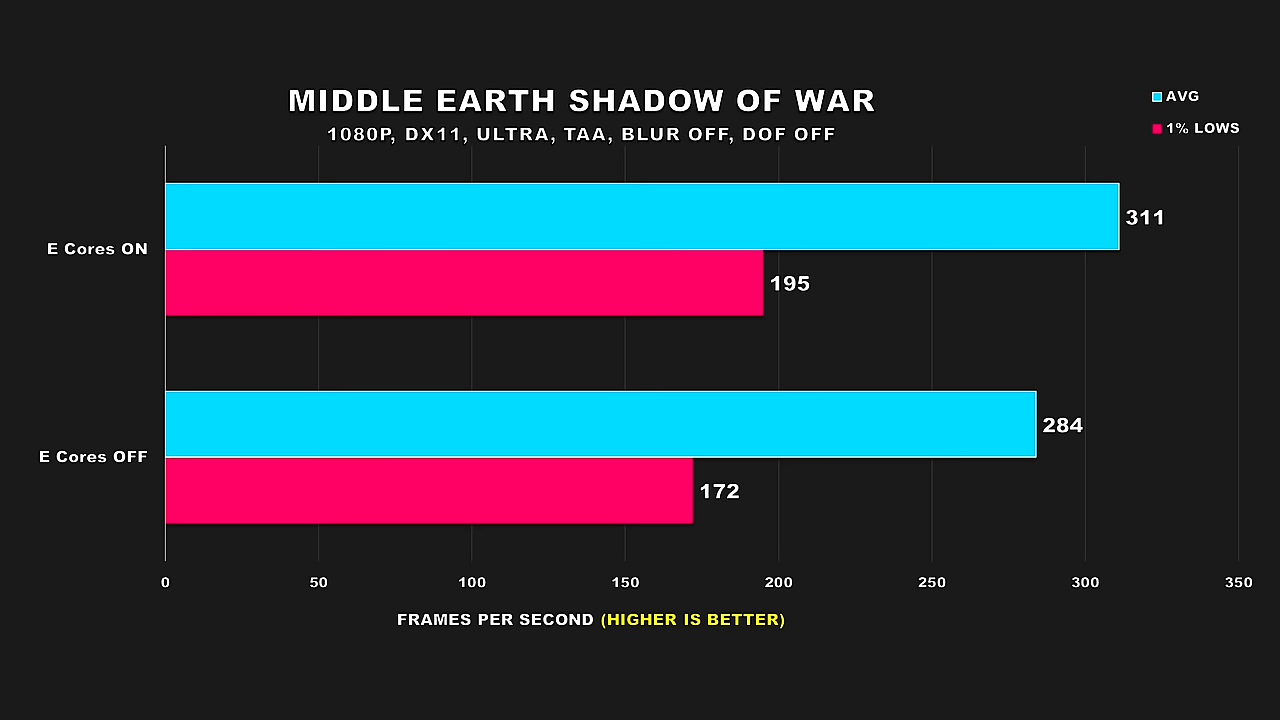 MIDDLE EARTH SHADOW OF WAR
1080P, DX11, ULTRA, TAA, BLUR OFF, DOF OFF
AVG
1% LOWS
E Cores ON
311
195
E Cores OFF
284
172
0 50 100 150 200 250 300 350
FRAMES PER SECOND (HIGHER IS BETTER)